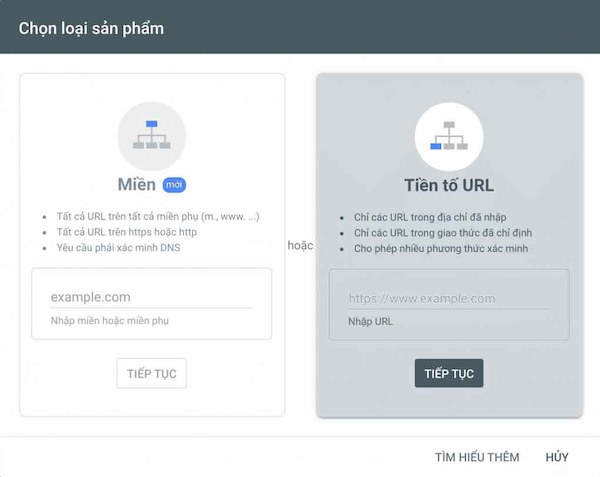 Chọn loại sản phẩm
Miền mới
Tất cả URL trên tất cả miền phụ (m., www. ...)
Tất cả URL trên https hoặc http
Yêu cầu phải xác minh DNS
example.com
Nhập miền hoặc miền phụ
TIẾP TỤC
hoặc
Tiền tố URL
Chỉ các URL trong địa chỉ đã nhập
Chỉ các URL trong giao thức đã chỉ định
Cho phép nhiều phương thức xác minh
https://www.example.com
Nhập URL
TIẾP TỤC
TÌM HIỂU THÊM
HỦY